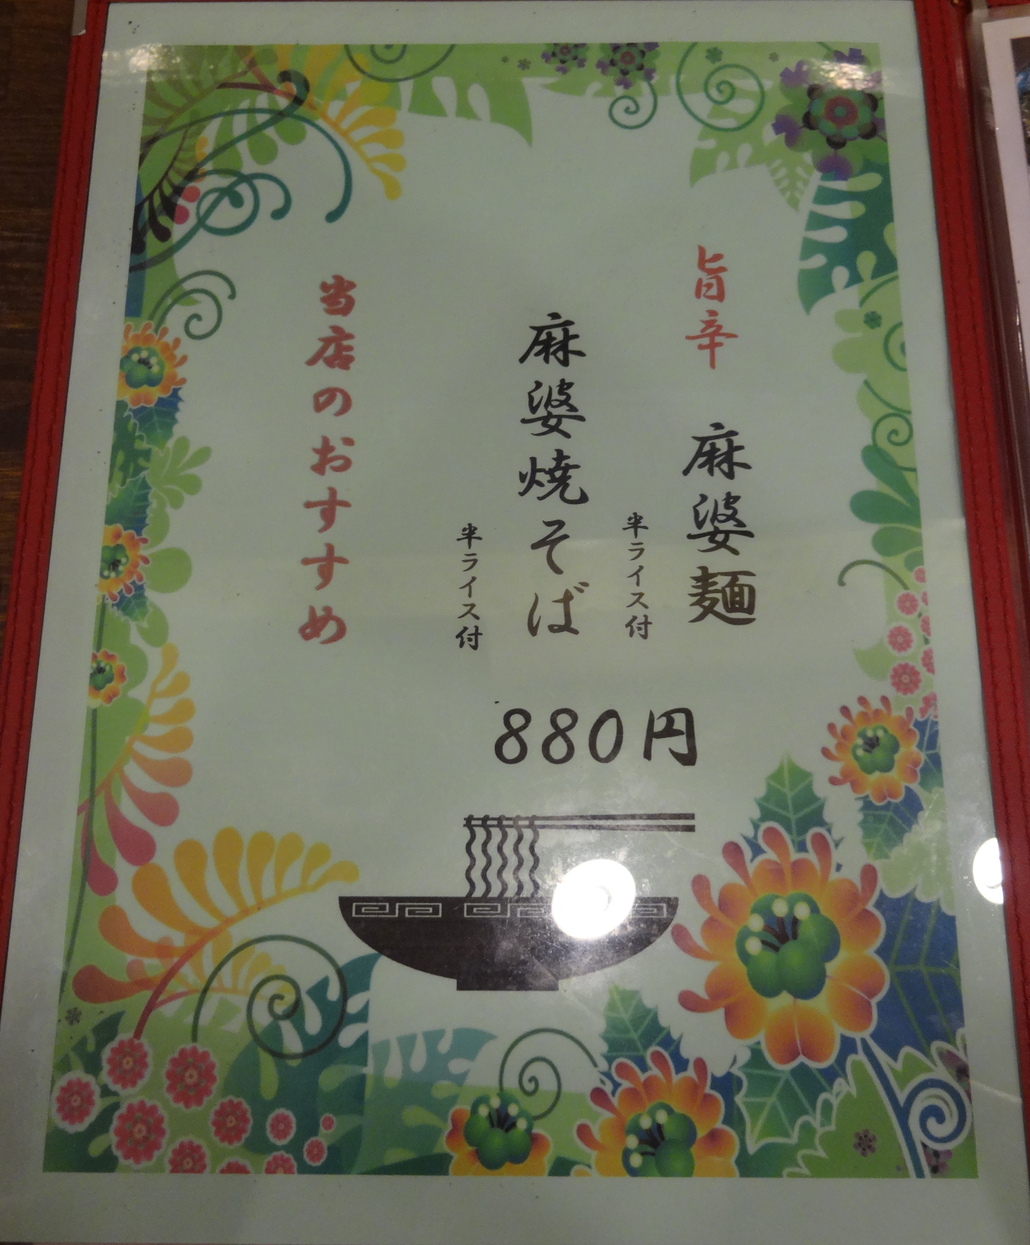 旨辛 麻婆麺
半ライス付
麻婆焼そば
半ライス付
880円
当店のおすすめ